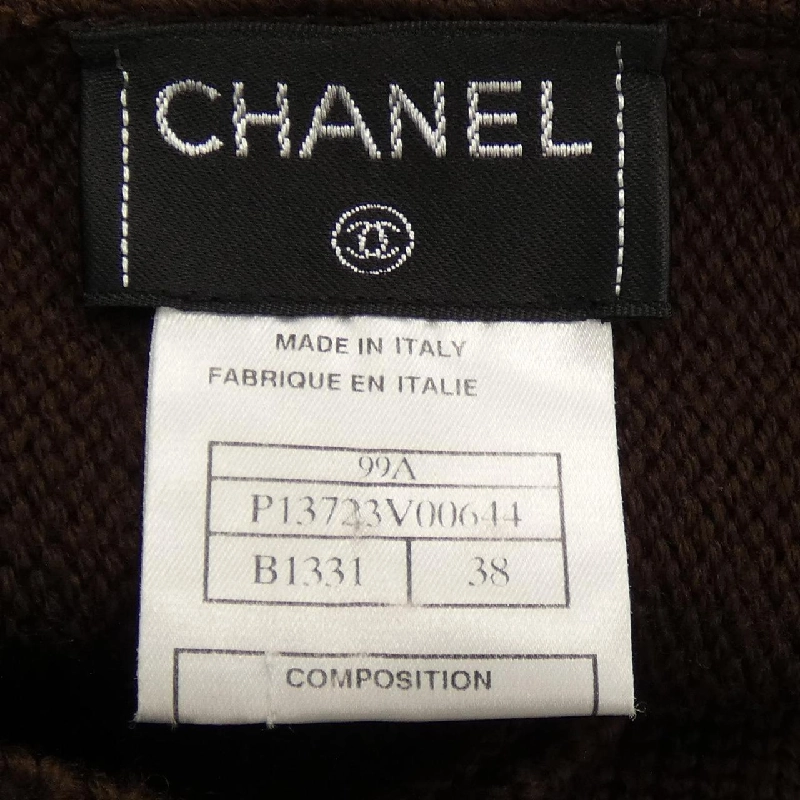 CHANEL
MADE IN ITALY
FABRIQUE EN ITALIE
99A
P13723V00644
B1331 38
COMPOSITION